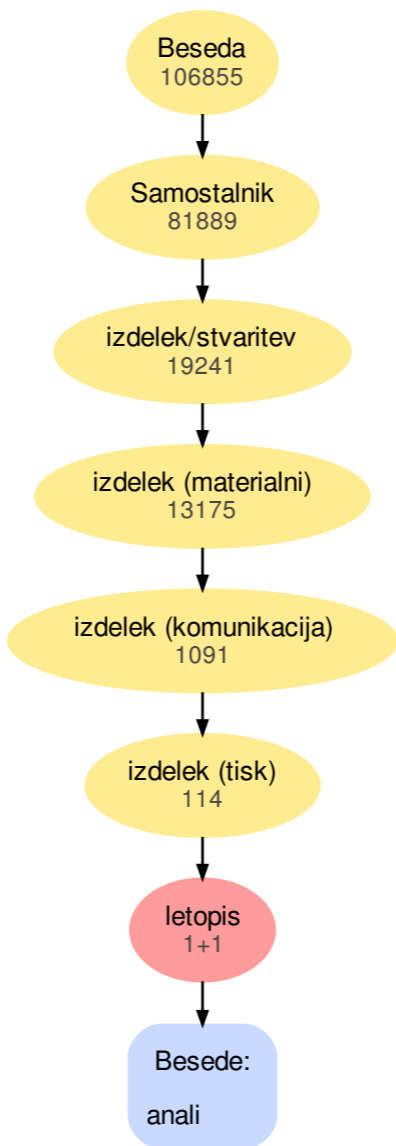 Beseda
106855
Samostalnik
81889
izdelek/stvaritev
19241
izdelek (materialni)
13175
izdelek (komunikacija)
1091
izdelek (tisk)
114
letopis
1+1
Besede:
anali